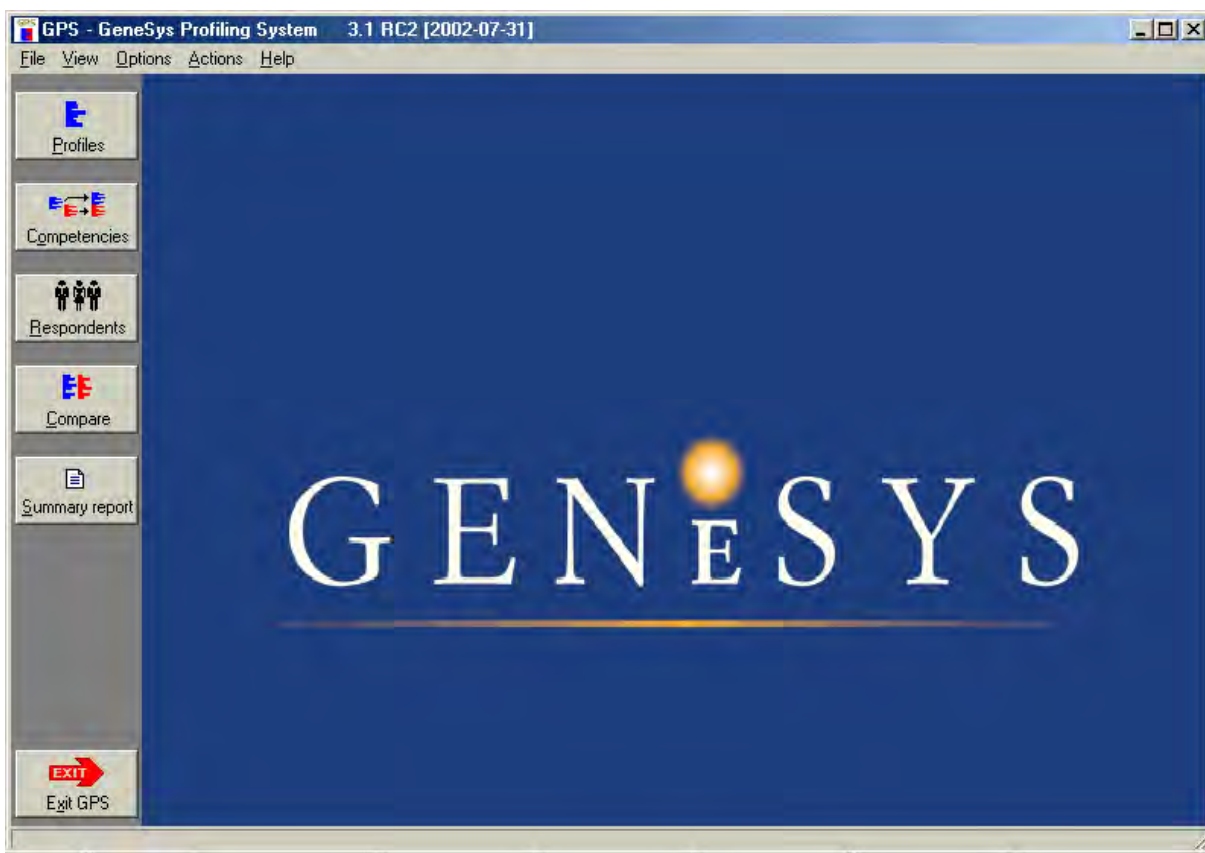 GPS - GeneSys Profiling System 3.1 RC2 [2002-07-31]
File View Options Actions Help
Profiles
Competencies
Respondents
Compare
Summary report
GENeSYS
EXIT
Exit GPS